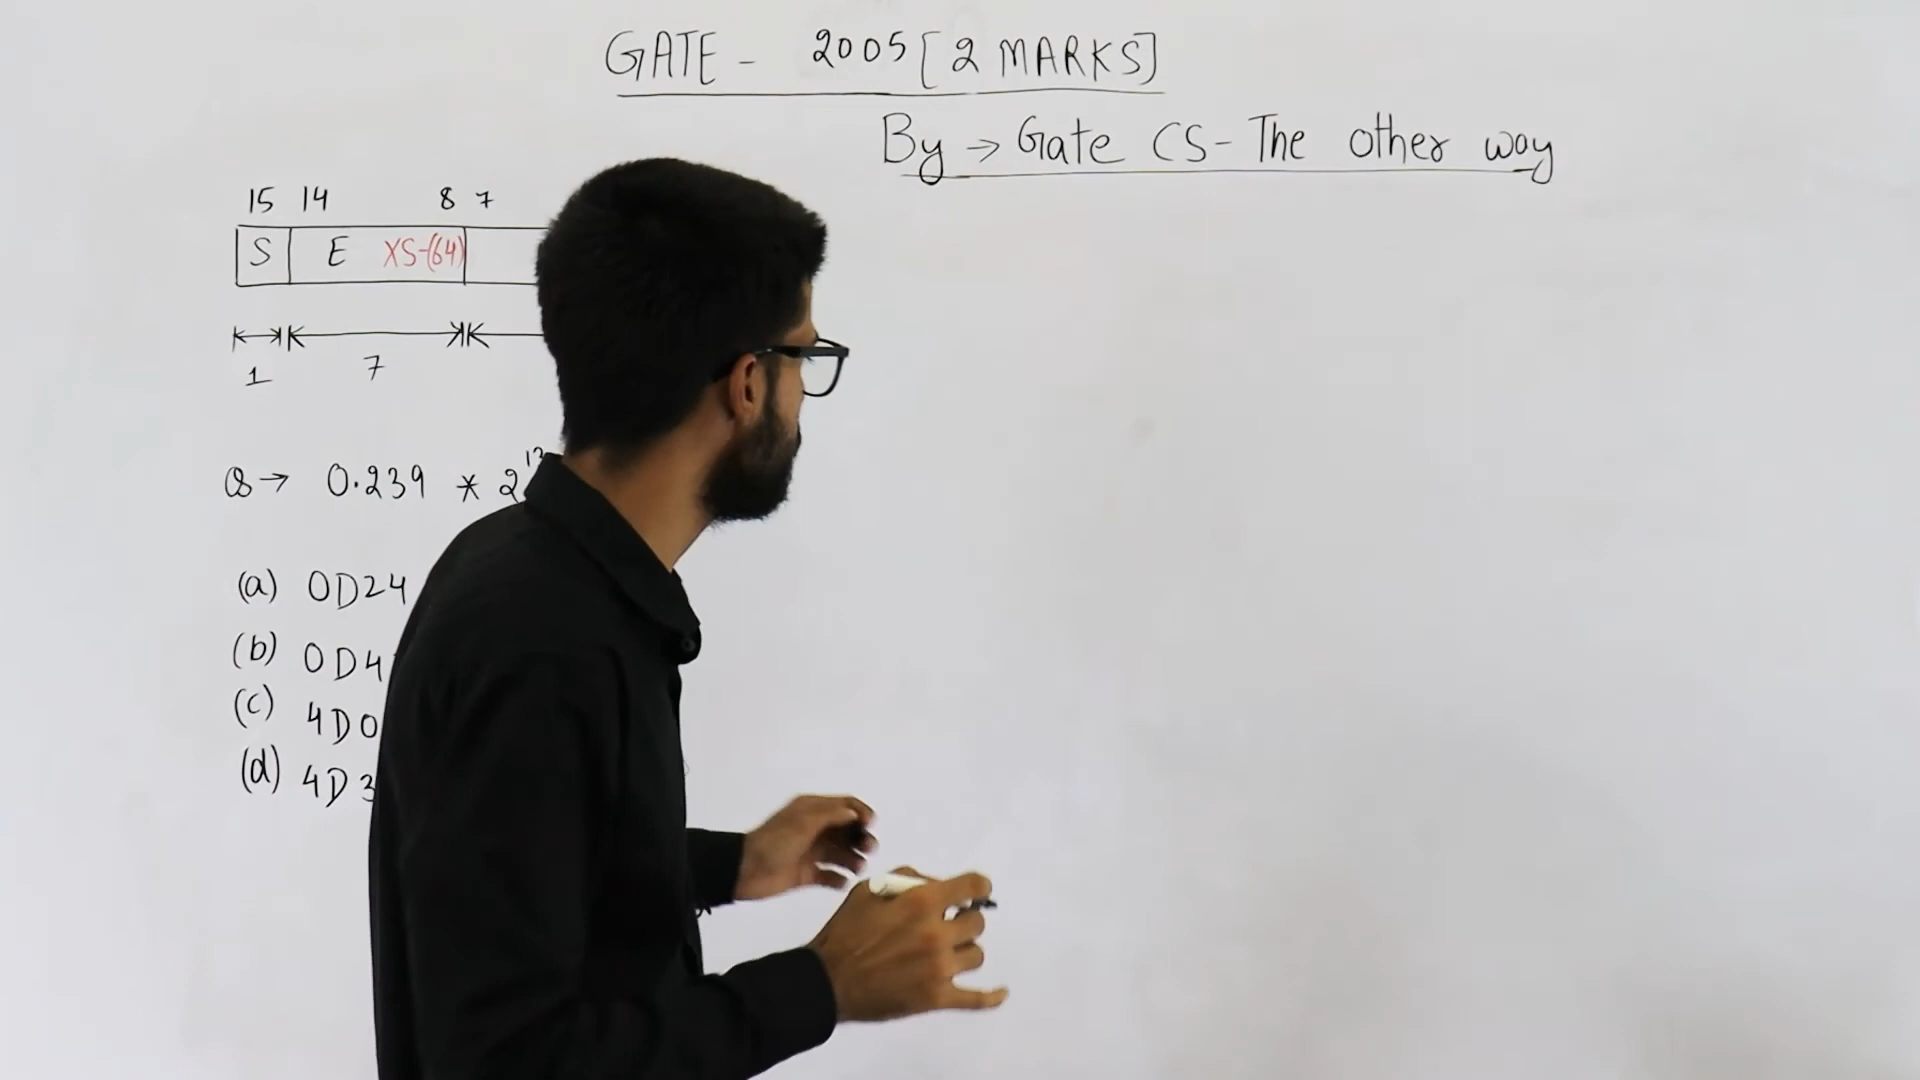 GATE - 2005 [2 MARKS]
By → Gate CS - The other way
15 14 8 7
S E XS-(64)
1 7
Q → 0.239 * 2
(a) 0D24
(b) 0D4
(c) 4D0
(d) 4D3